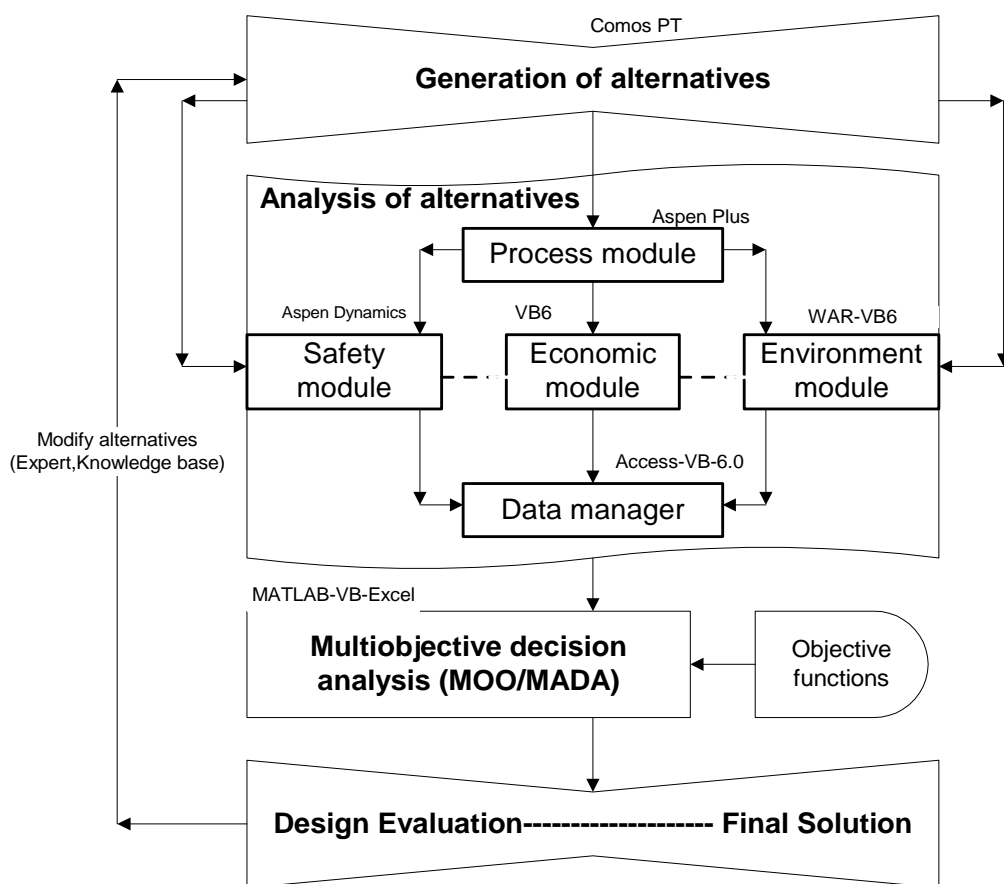 Comos PT
Generation of alternatives
Analysis of alternatives
Aspen Plus
Process module
Aspen Dynamics
VB6
WAR-VB6
Safety
module
Economic
module
Environment
module
Modify alternatives
(Expert,Knowledge base)
Access-VB-6.0
Data manager
MATLAB-VB-Excel
Multiobjective decision
analysis (MOO/MADA)
Objective
functions
Design Evaluation-------------------- Final Solution